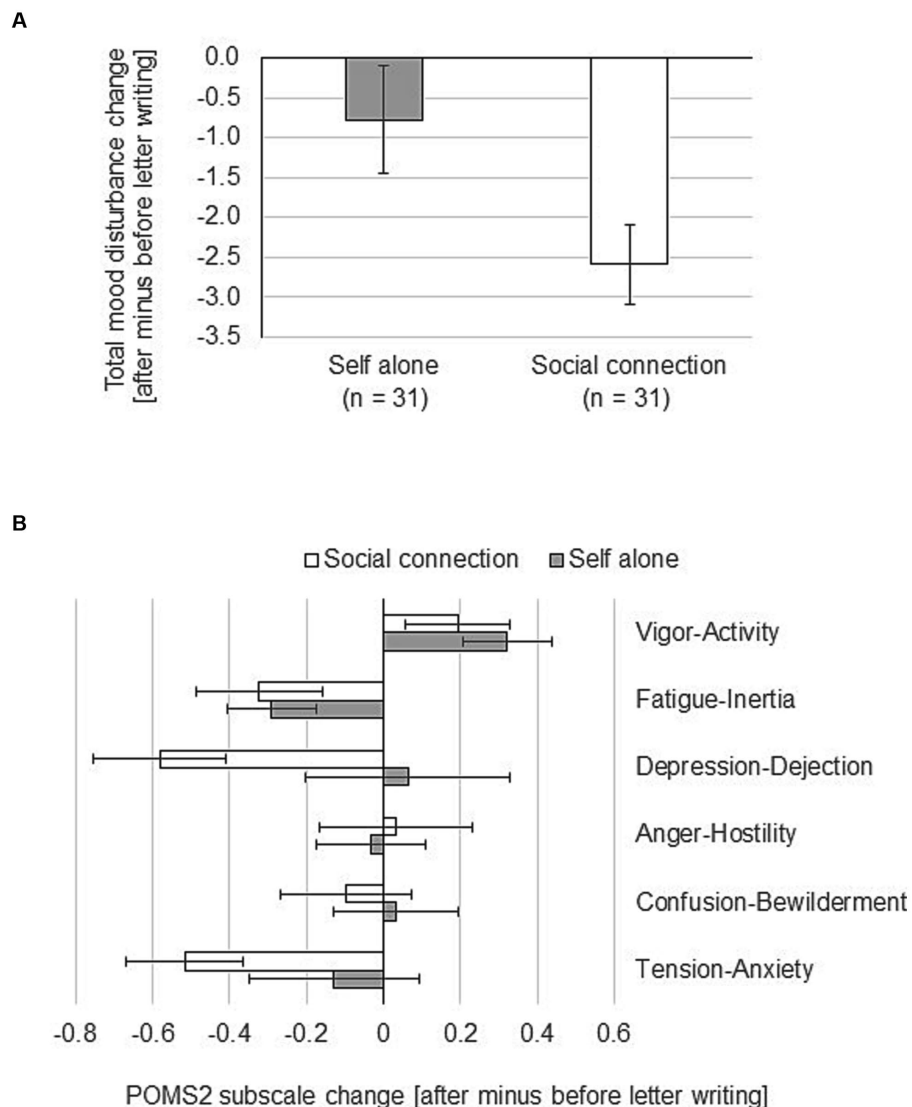 A
Total mood disturbance change
[after minus before letter writing]
0.0
-0.5
-1.0
-1.5
-2.0
-2.5
-3.0
-3.5
Self alone
(n = 31)
Social connection
(n = 31)
B
Social connection
Self alone
Vigor-Activity
Fatigue-Inertia
Depression-Dejection
Anger-Hostility
Confusion-Bewilderment
Tension-Anxiety
-0.8 -0.6 -0.4 -0.2 0 0.2 0.4 0.6
POMS2 subscale change [after minus before letter writing]